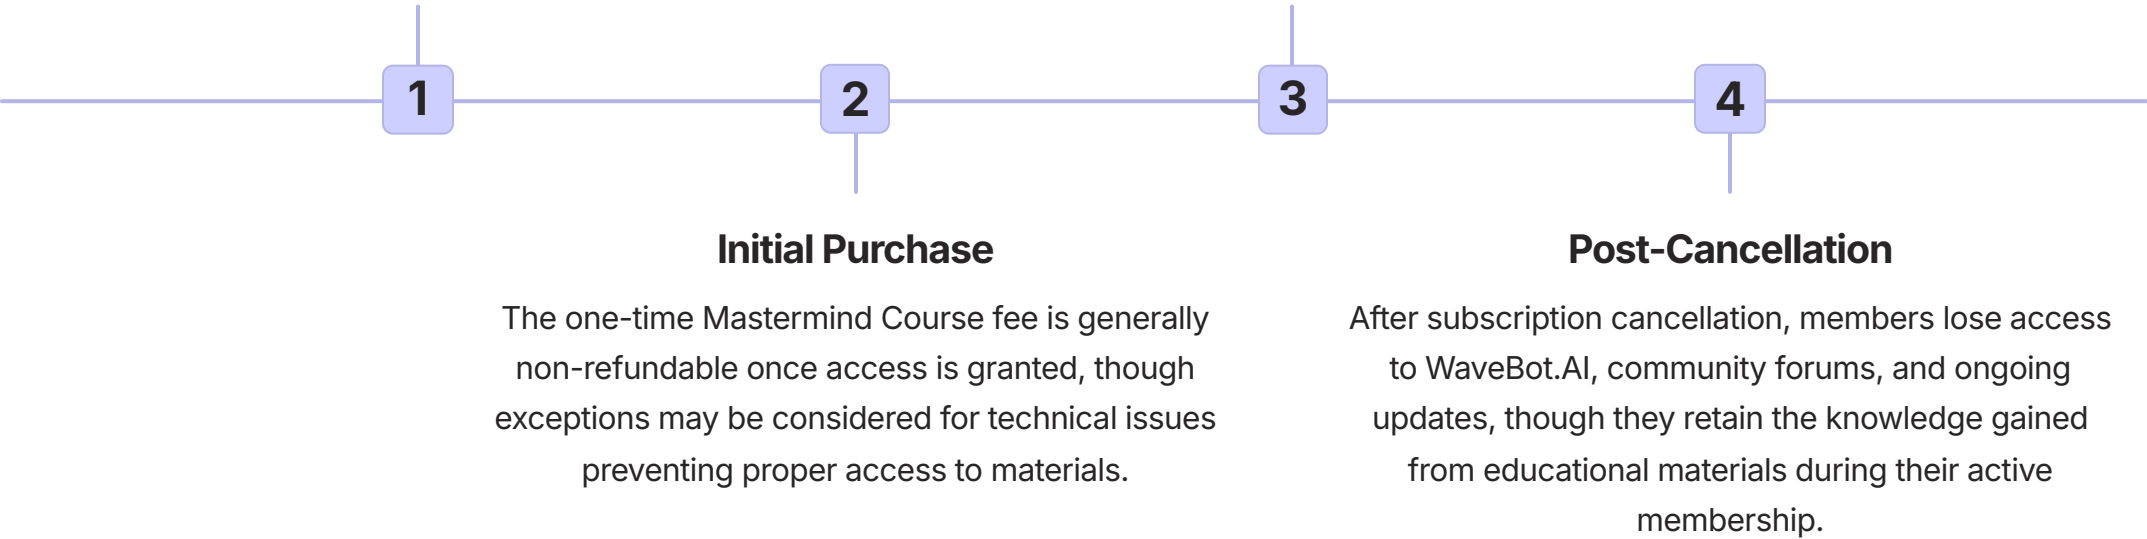 1
2
3
4
Initial Purchase
The one-time Mastermind Course fee is generally
non-refundable once access is granted, though
exceptions may be considered for technical issues
preventing proper access to materials.
Post-Cancellation
After subscription cancellation, members lose access
to WaveBot.AI, community forums, and ongoing
updates, though they retain the knowledge gained
from educational materials during their active
membership.